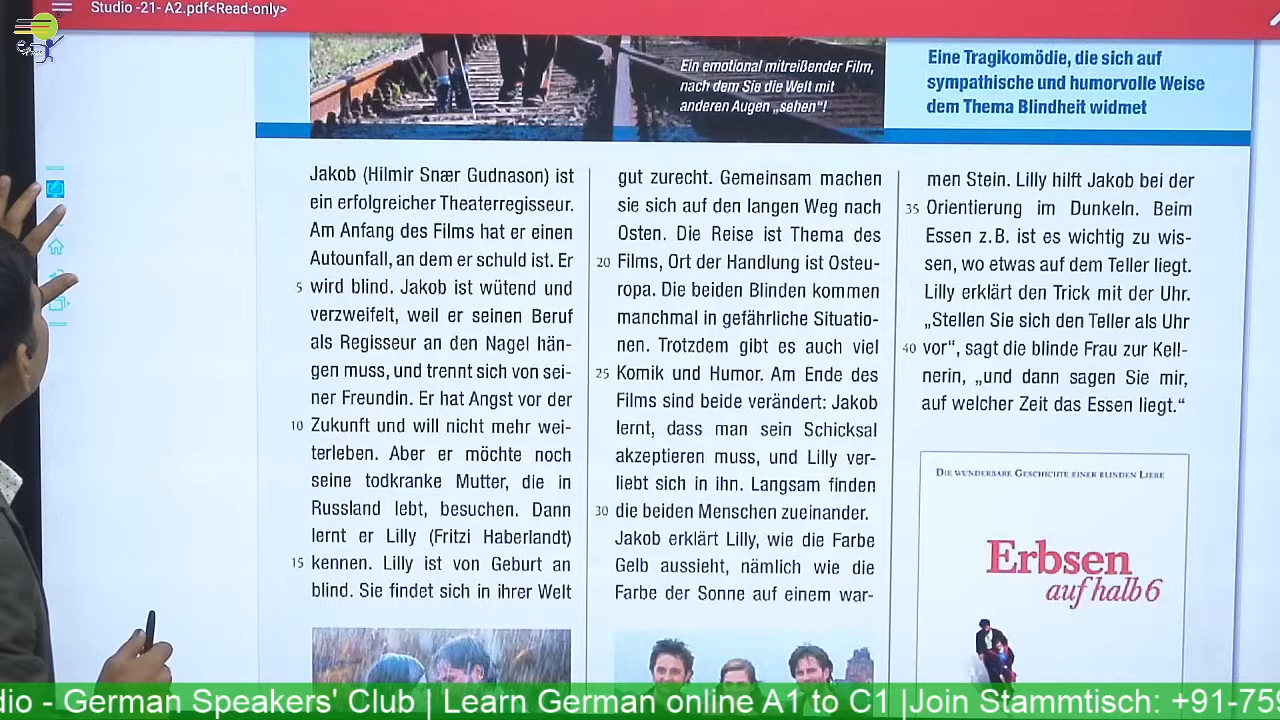 Studio -21- A2.pdf<Read-only>
Ein emotional mitreißender Film,
nach dem Sie die Welt mit
anderen Augen „sehen“!
Eine Tragikomödie, die sich auf
sympathische und humorvolle Weise
dem Thema Blindheit widmet
Jakob (Hilmir Snær Gudnason) ist
ein erfolgreicher Theaterregisseur.
Am Anfang des Films hat er einen
Autounfall, an dem er schuld ist. Er
5 wird blind. Jakob ist wütend und
verzweifelt, weil er seinen Beruf
als Regisseur an den Nagel hän-
gen muss, und trennt sich von sei-
ner Freundin. Er hat Angst vor der
10 Zukunft und will nicht mehr wei-
terleben. Aber er möchte noch
seine todkranke Mutter, die in
Russland lebt, besuchen. Dann
lernt er Lilly (Fritzi Haberlandt)
15 kennen. Lilly ist von Geburt an
blind. Sie findet sich in ihrer Welt
gut zurecht. Gemeinsam machen
sie sich auf den langen Weg nach
Osten. Die Reise ist Thema des
20 Films, Ort der Handlung ist Osteu-
ropa. Die beiden Blinden kommen
manchmal in gefährliche Situatio-
nen. Trotzdem gibt es auch viel
25 Komik und Humor. Am Ende des
Films sind beide verändert: Jakob
lernt, dass man sein Schicksal
akzeptieren muss, und Lilly ver-
liebt sich in ihn. Langsam finden
30 die beiden Menschen zueinander.
Jakob erklärt Lilly, wie die Farbe
Gelb aussieht, nämlich wie die
Farbe der Sonne auf einem war-
men Stein. Lilly hilft Jakob bei der
35 Orientierung im Dunkeln. Beim
Essen z.B. ist es wichtig zu wis-
sen, wo etwas auf dem Teller liegt.
Lilly erklärt den Trick mit der Uhr.
„Stellen Sie sich den Teller als Uhr
40 vor“, sagt die blinde Frau zur Kell-
nerin, „und dann sagen Sie mir,
auf welcher Zeit das Essen liegt.“
Die wunderbare Geschichte einer blinden Liebe
Erbsen
auf halb 6
dio - German Speakers' Club | Learn German online A1 to C1 |Join Stammtisch: +91-759